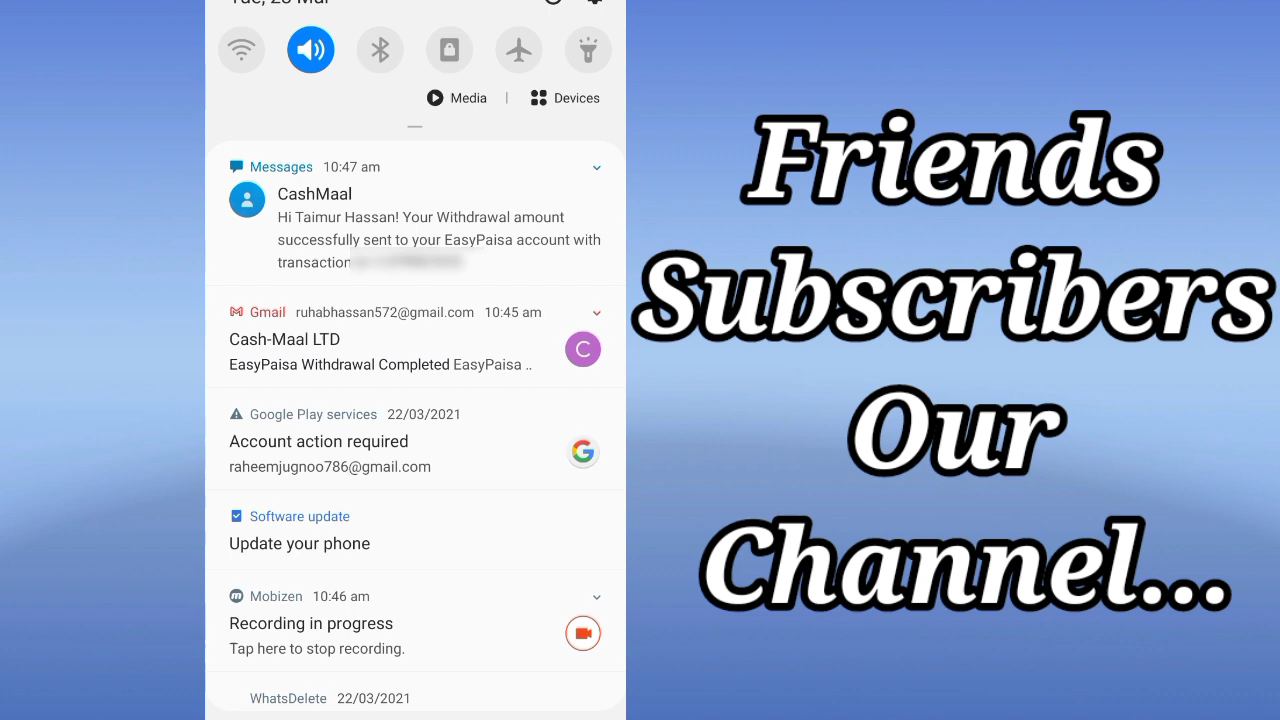 Tue, 23 Mar
Media | Devices
Messages 10:47 am
CashMaal
Hi Taimur Hassan! Your Withdrawal amount
successfully sent to your EasyPaisa account with
transaction
Gmail ruhabhassan572@gmail.com 10:45 am
Cash-Maal LTD
C
EasyPaisa Withdrawal Completed EasyPaisa ..
Google Play services 22/03/2021
Account action required
raheemjugnoo786@gmail.com
Software update
Update your phone
Mobizen 10:46 am
Recording in progress
Tap here to stop recording.
WhatsDelete 22/03/2021
Friends
Subscribers
Our
Channel...